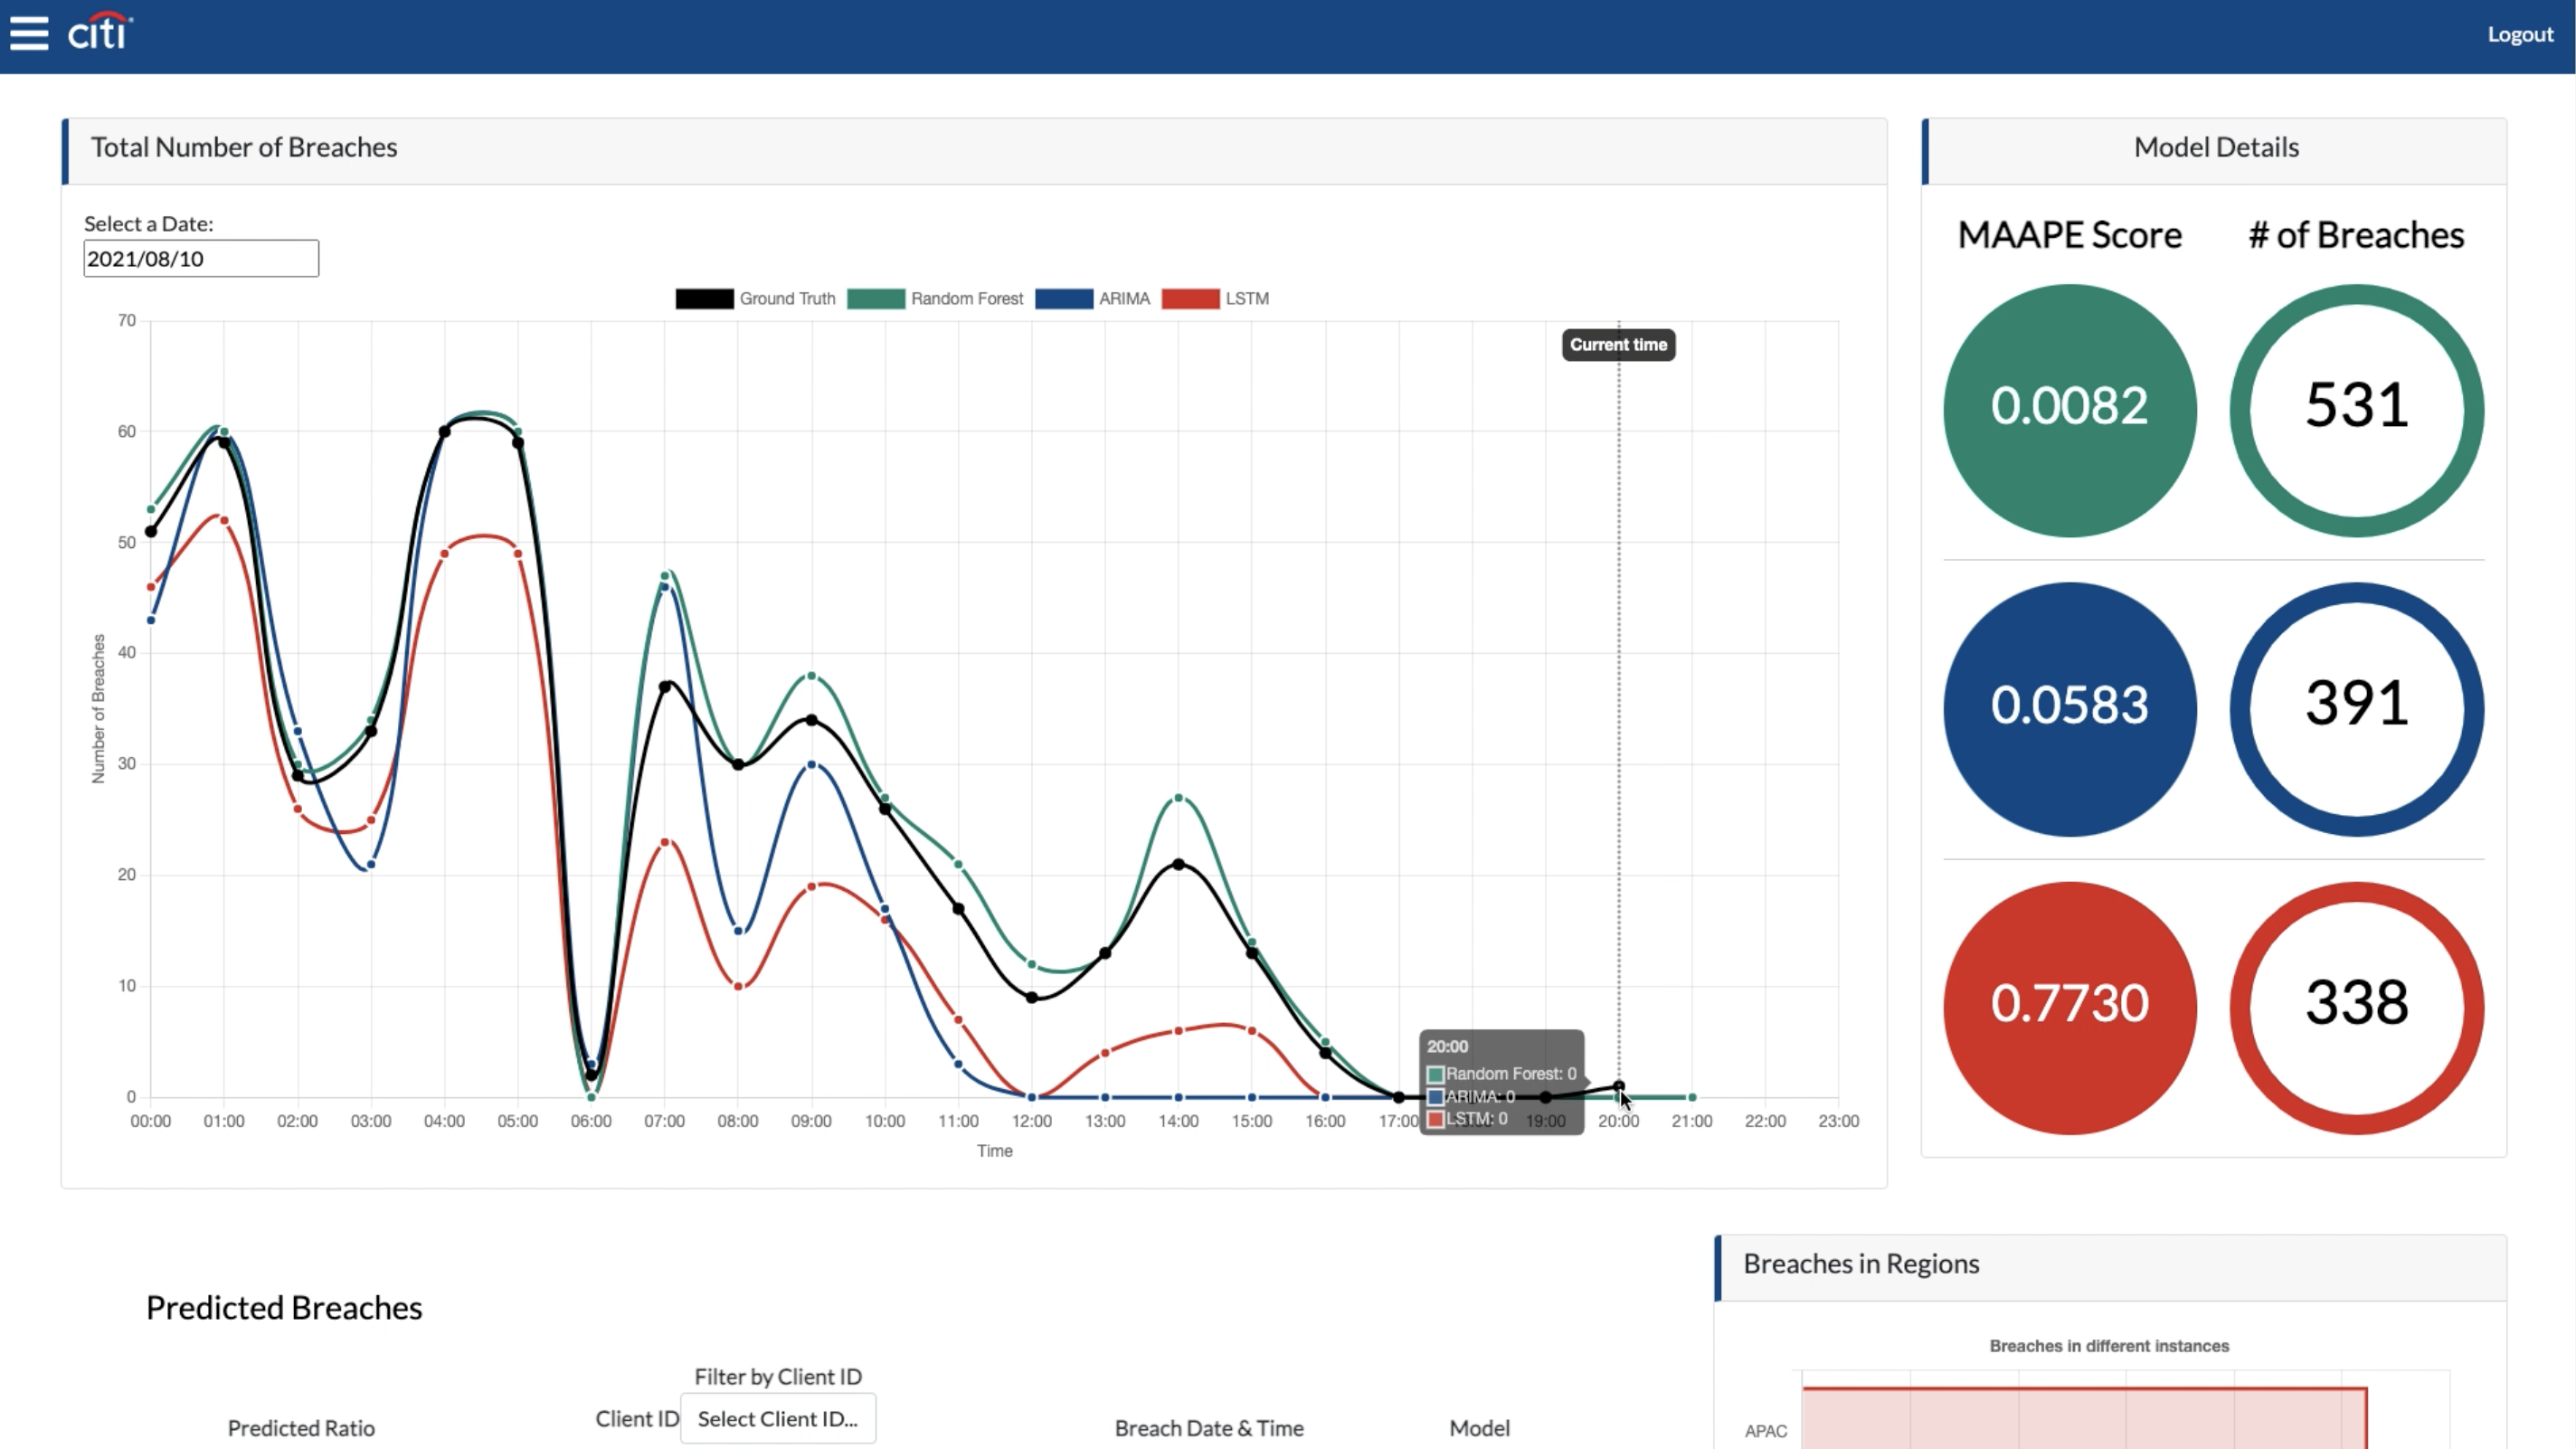 citi
Logout
Total Number of Breaches
Select a Date:
2021/08/10
Ground Truth Random Forest ARIMA LSTM
Current time
70
60
50
40
30
20
10
0
Number of Breaches
20:00
Random Forest: 0
ARIMA: 0
LSTM: 0
00:00 01:00 02:00 03:00 04:00 05:00 06:00 07:00 08:00 09:00 10:00 11:00 12:00 13:00 14:00 15:00 16:00 17:00 18:00 19:00 20:00 21:00 22:00 23:00
Time
Model Details
MAAPE Score # of Breaches
0.0082 531
0.0583 391
0.7730 338
Predicted Breaches
Filter by Client ID
Client ID Select Client ID...
Predicted Ratio Breach Date & Time Model
Breaches in Regions
Breaches in different instances
APAC